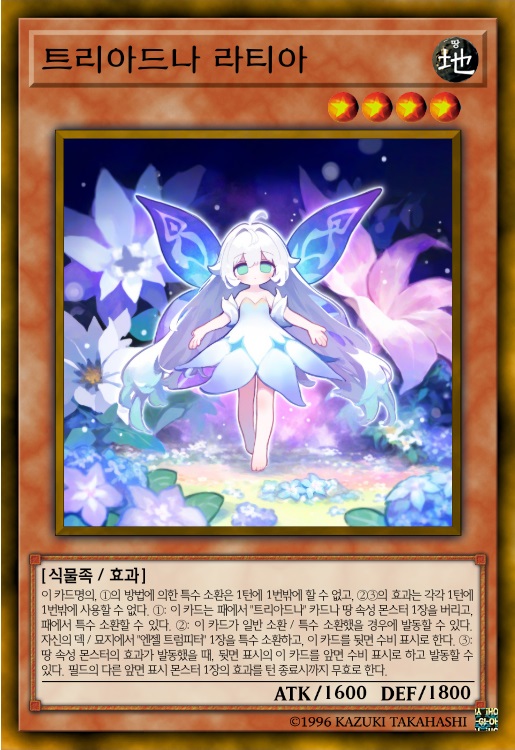 트리아드나 라티아
땅
地
[식물족 / 효과]
이 카드명의, ①의 방법에 의한 특수 소환은 1턴에 1번밖에 할 수 없고, ②③의 효과는 각각 1턴에
1번밖에 사용할 수 없다. ①: 이 카드는 패에서 "트리아드나" 카드나 땅 속성 몬스터 1장을 버리고,
패에서 특수 소환할 수 있다. ②: 이 카드가 일반 소환 / 특수 소환했을 경우에 발동할 수 있다.
자신의 덱 / 묘지에서 "엔젤 트럼피터" 1장을 특수 소환하고, 이 카드를 뒷면 표시로 한다. ③:
땅 속성 몬스터의 효과가 발동했을 때, 뒷면 표시의 이 카드를 앞면 수비 표시로 하고 발동할 수
있다. 필드의 다른 앞면 표시 몬스터 1장의 효과를 턴 종료시까지 무효로 한다.
ATK/1600 DEF/1800
©1996 KAZUKI TAKAHASHI